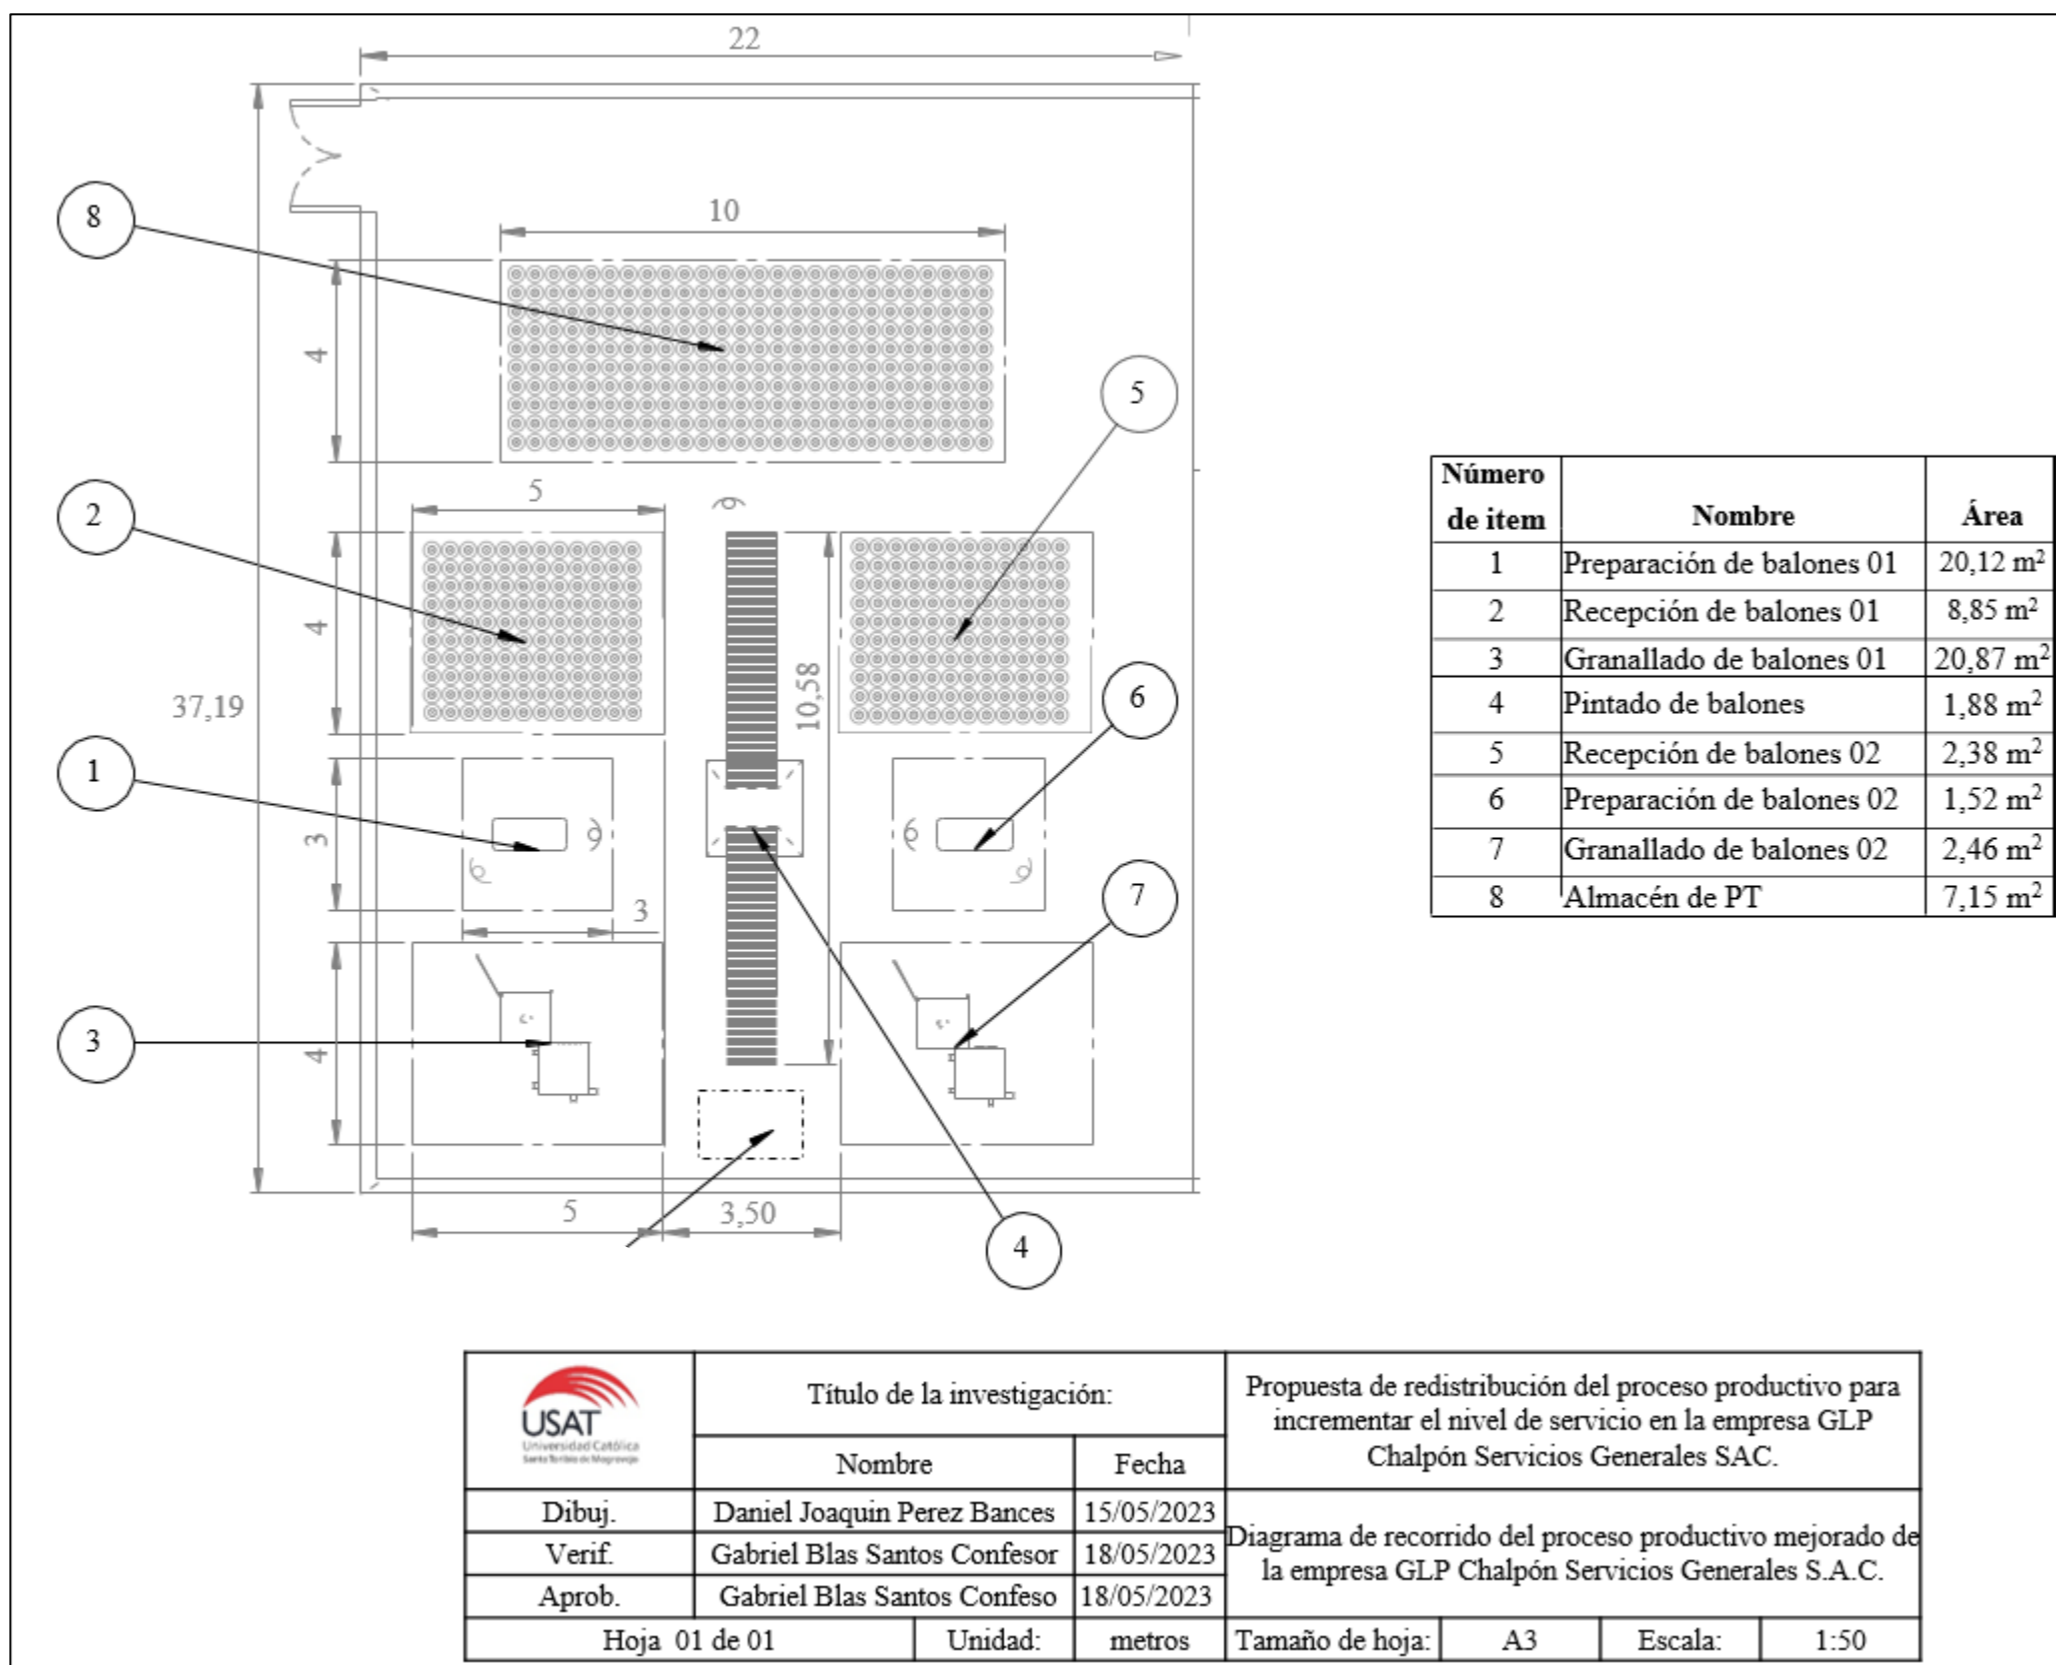 22
8
10
4
5
2
5
4
10,58
6
37,19
1
3
3
7
3
4
5
3,50
4
Número de item Nombre Área
1 Preparación de balones 01 20,12 m²
2 Recepción de balones 01 8,85 m²
3 Granallado de balones 01 20,87 m²
4 Pintado de balones 1,88 m²
5 Recepción de balones 02 2,38 m²
6 Preparación de balones 02 1,52 m²
7 Granallado de balones 02 2,46 m²
8 Almacén de PT 7,15 m²
USAT
Universidad Católica
Santo Toribio de Mogrovejo
Título de la investigación:
Nombre Fecha
Propuesta de redistribución del proceso productivo para
incrementar el nivel de servicio en la empresa GLP
Chalpón Servicios Generales SAC.
Dibuj. Daniel Joaquin Perez Bances 15/05/2023
Verif. Gabriel Blas Santos Confesor 18/05/2023
Aprob. Gabriel Blas Santos Confeso 18/05/2023
Diagrama de recorrido del proceso productivo mejorado de
la empresa GLP Chalpón Servicios Generales S.A.C.
Hoja 01 de 01 Unidad: metros Tamaño de hoja: A3 Escala: 1:50